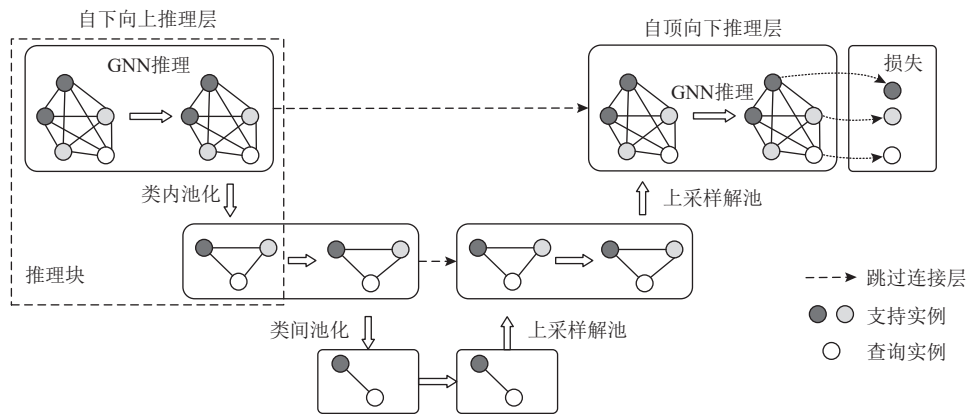 自下向上推理层
自顶向下推理层
GNN推理
GNN推理
损失
类内池化
上采样解池
推理块
跳过连接层
类间池化
上采样解池
支持实例
查询实例